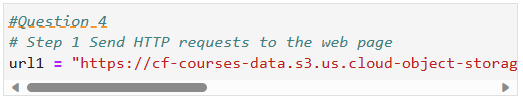 #Question 4
# Step 1 Send HTTP requests to the web page
url1 = "https://cf-courses-data.s3.us.cloud-object-storag